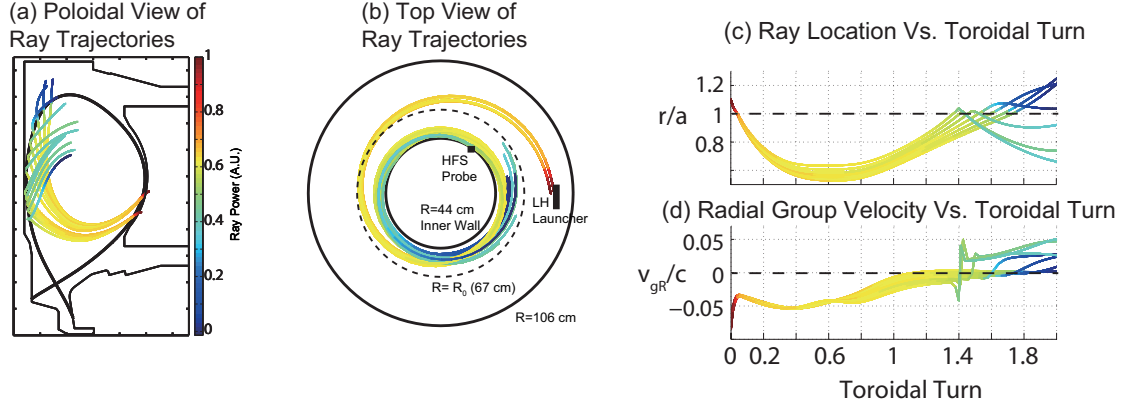 (a) Poloidal View of
Ray Trajectories
1
0.8
0.6
0.4
0.2
0
Ray Power (A.U.)
(b) Top View of
Ray Trajectories
HFS
Probe
LH
Launcher
R=44 cm
Inner Wall
R= R0 (67 cm)
R=106 cm
(c) Ray Location Vs. Toroidal Turn
1.2
1
0.8
r/a
(d) Radial Group Velocity Vs. Toroidal Turn
0.05
0
−0.05
vgR/c
0 0.2 0.6 1 1.4 1.8
Toroidal Turn